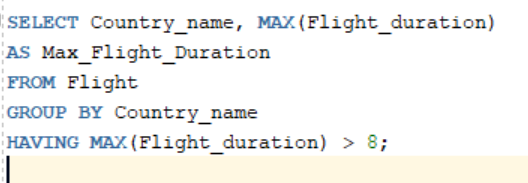 SELECT Country_name, MAX(Flight_duration)
AS Max_Flight_Duration
FROM Flight
GROUP BY Country_name
HAVING MAX(Flight_duration) > 8;